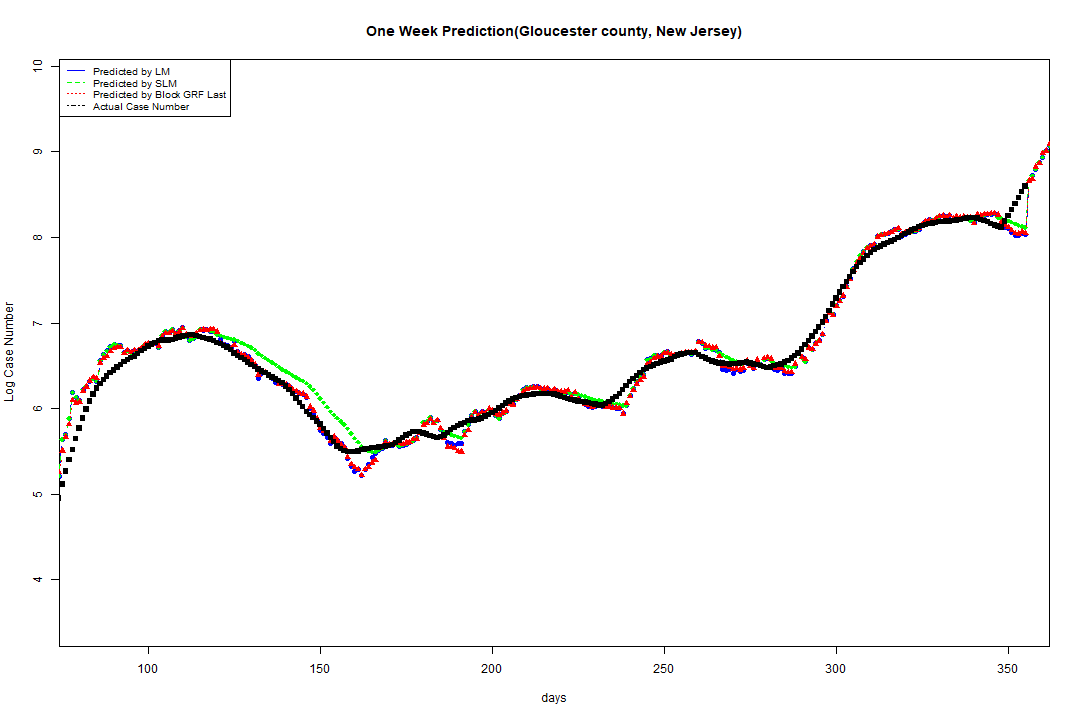 One Week Prediction(Gloucester county, New Jersey)
Predicted by LM
Predicted by SLM
Predicted by Block GRF Last
Actual Case Number
10
9
8
7
6
5
4
Log Case Number
100 150 200 250 300 350
days